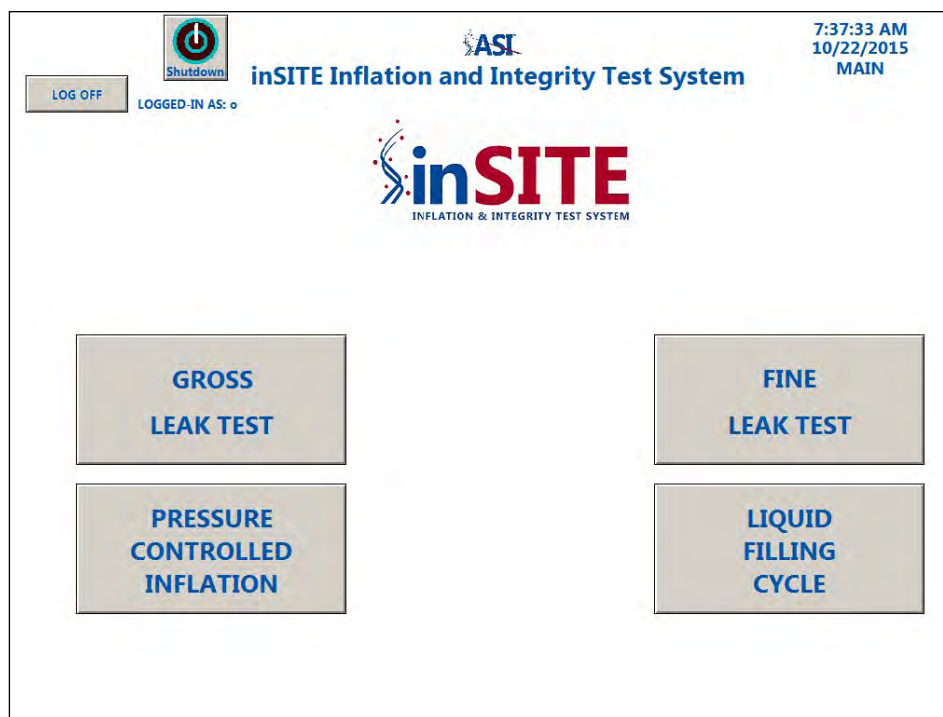 Shutdown
LOG OFF
LOGGED-IN AS: o
ASI
inSITE Inflation and Integrity Test System
7:37:33 AM
10/22/2015
MAIN
inSITE
INFLATION & INTEGRITY TEST SYSTEM
GROSS
LEAK TEST
FINE
LEAK TEST
PRESSURE
CONTROLLED
INFLATION
LIQUID
FILLING
CYCLE